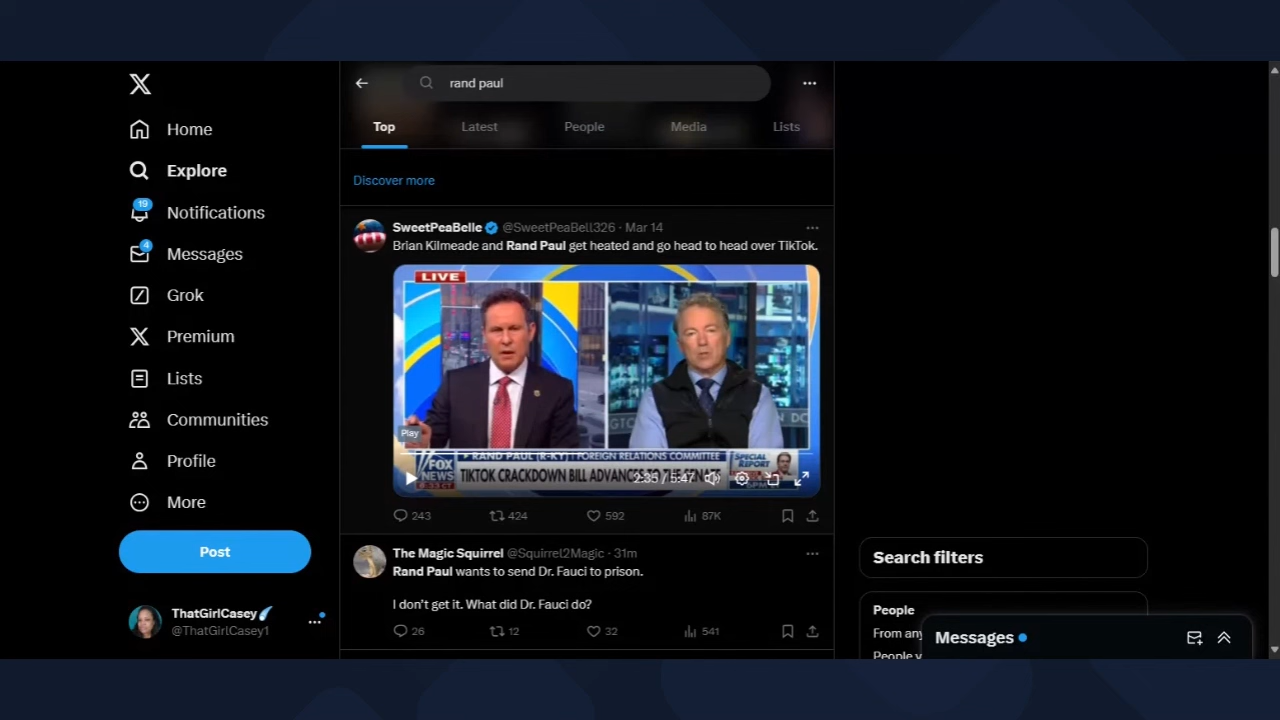 rand paul
Top
Latest
People
Media
Lists
Home
Explore
19
Notifications
4
Messages
Grok
Premium
Lists
Communities
Profile
More
Post
ThatGirlCasey
@ThatGirlCasey1
Discover more
SweetPeaBelle @SweetPeaBell326 · Mar 14
Brian Kilmeade and Rand Paul get heated and go head to head over TikTok.
LIVE
Play
RAND PAUL (R-KY) FOREIGN RELATIONS COMMITTEE
FOX NEWS
TIKTOK CRACKDOWN BILL ADVANCES TO THE SENATE
SPECIAL REPORT
2:35 / 5:47
243 424 592 87K
The Magic Squirrel @Squirrel2Magic · 31m
Rand Paul wants to send Dr. Fauci to prison.
I don't get it. What did Dr. Fauci do?
26 12 32 541
Search filters
People
From any
People y
Messages